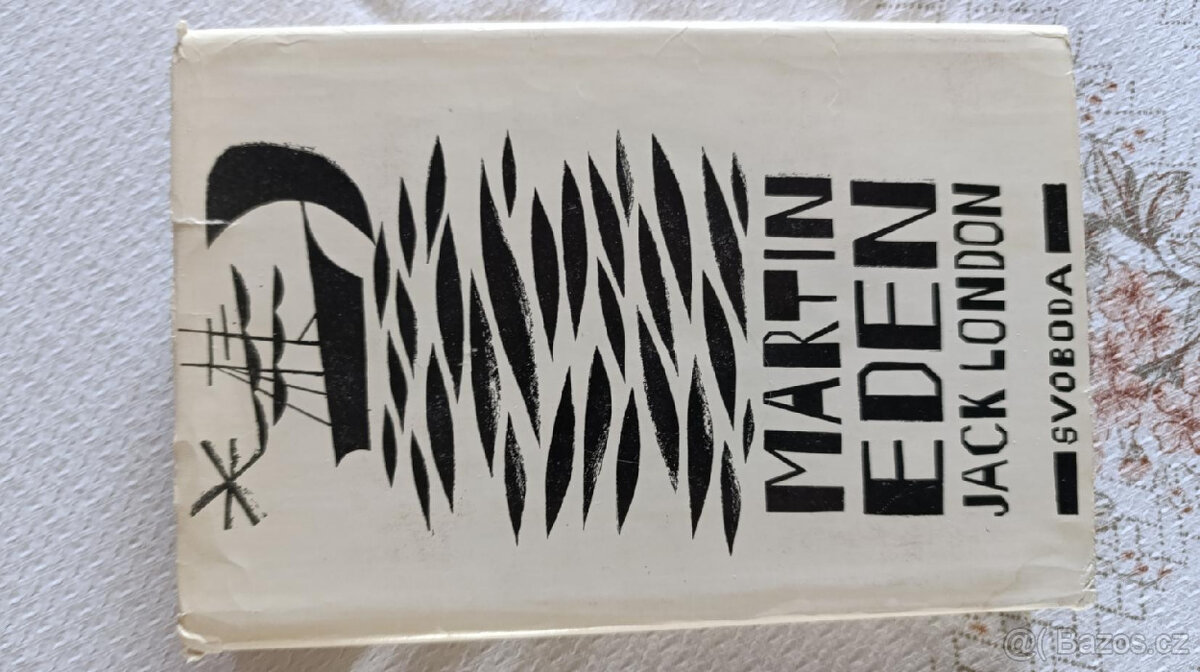 MARTIN
EDEN
JACK LONDON
SVOBODA
@( Bazos.cz